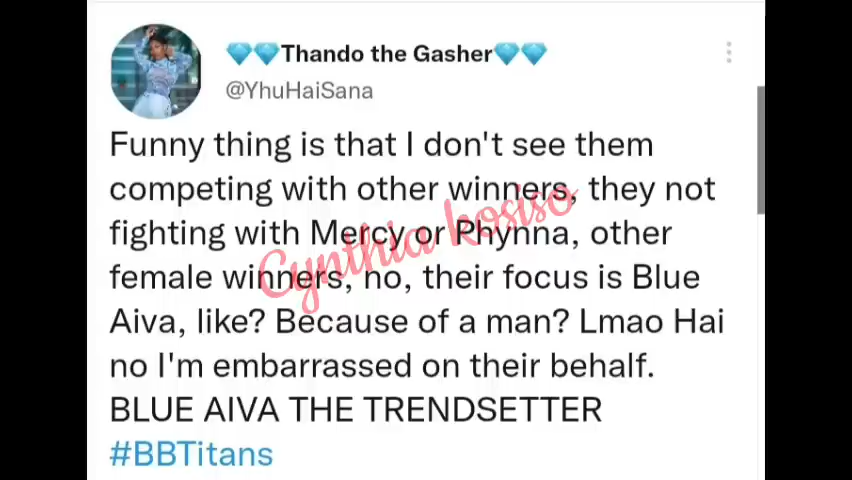 💎💎Thando the Gasher💎💎
@YhuHaiSana
Funny thing is that I don't see them
competing with other winners, they not
fighting with Mercy or Phynna, other
female winners, no, their focus is Blue
Aiva, like? Because of a man? Lmao Hai
no I'm embarrassed on their behalf.
BLUE AIVA THE TRENDSETTER
#BBTitans
Cynthia kosiso